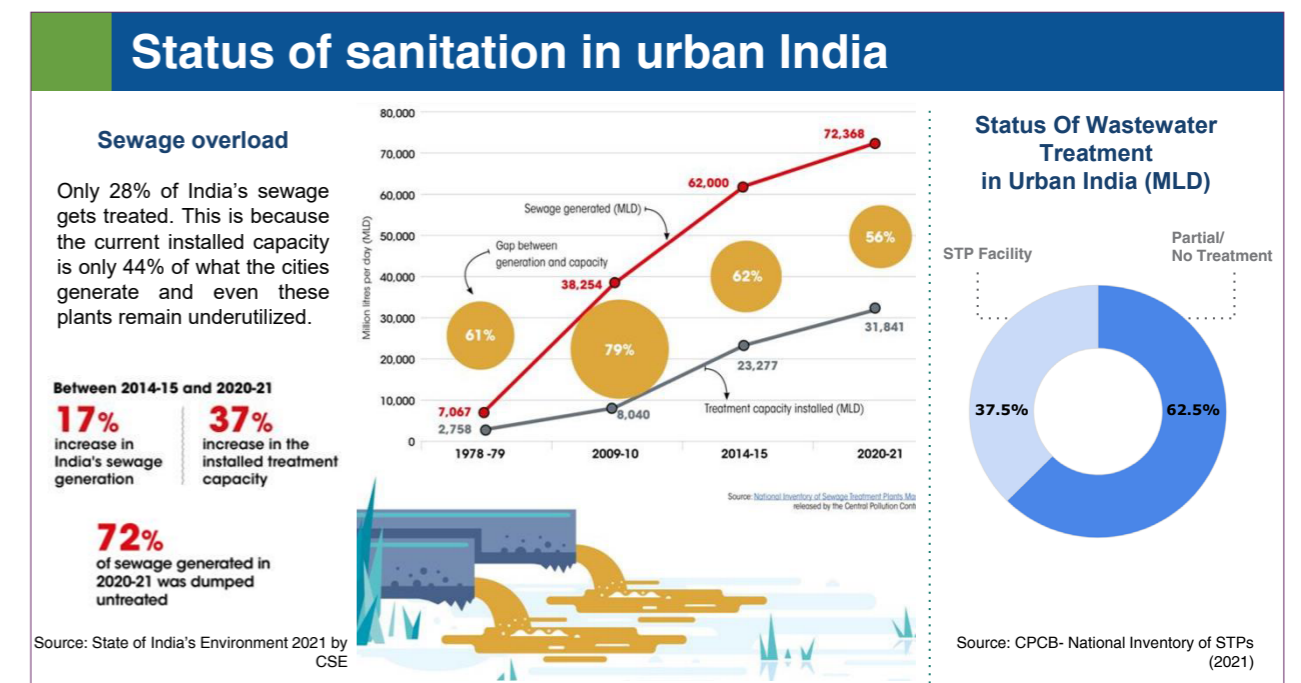 Status of sanitation in urban India
Sewage overload
Only 28% of India's sewage
gets treated. This is because
the current installed capacity
is only 44% of what the cities
generate and even these
plants remain underutilized.
Between 2014-15 and 2020-21
17%
increase in
India's sewage
generation
37%
increase in the
installed treatment
capacity
72%
of sewage generated in
2020-21 was dumped
untreated
Source: State of India's Environment 2021 by
CSE
Million litres per day (MLD)
80,000
70,000
60,000
50,000
40,000
30,000
20,000
10,000
0
72,368
62,000
Sewage generated (MLD)
56%
Gap between
generation and capacity
62%
38,254
31,841
61%
79%
23,277
7,067
8,040
Treatment capacity installed (MLD)
2,758
1978 -79
2009-10
2014-15
2020-21
Source: National Inventory of Sewage Treatment Plants Ma
released by the Central Pollution Cont
Status Of Wastewater
Treatment
in Urban India (MLD)
STP Facility
Partial/
No Treatment
37.5%
62.5%
Source: CPCB- National Inventory of STPs
(2021)